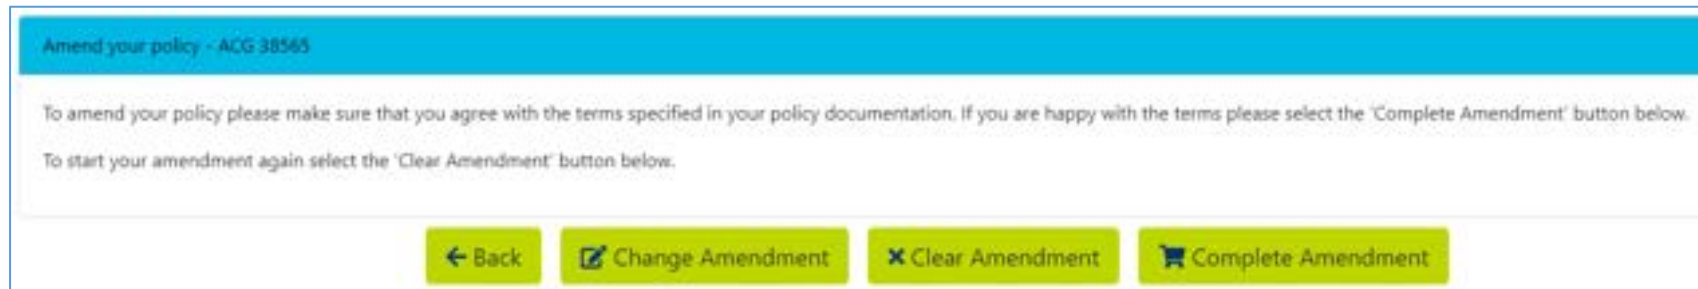 Amend your policy - ACG 38565
To amend your policy please make sure that you agree with the terms specified in your policy documentation. If you are happy with the terms please select the 'Complete Amendment' button below.
To start your amendment again select the 'Clear Amendment' button below.
Back Change Amendment Clear Amendment Complete Amendment